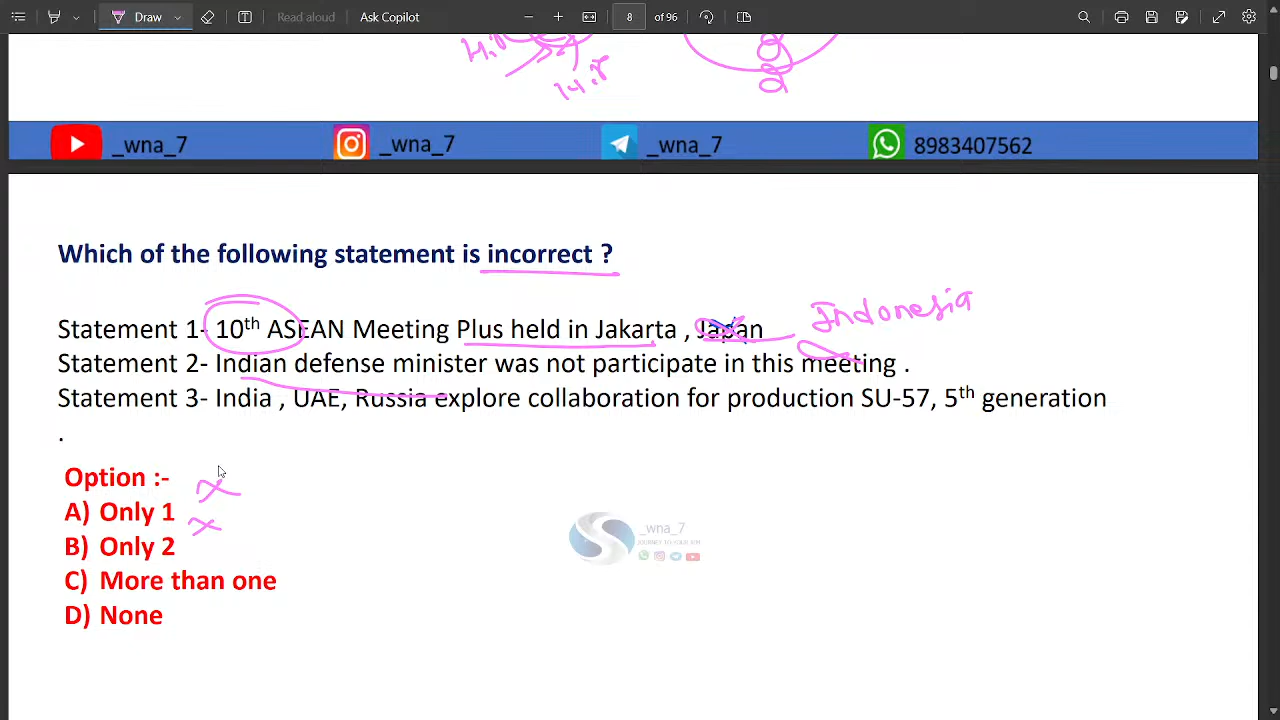 Draw
Read aloud
Ask Copilot
8
of 96
14.8
_wna_7
_wna_7
_wna_7
8983407562
Which of the following statement is incorrect ?
Indonesia
Statement 1- 10th ASEAN Meeting Plus held in Jakarta , Japan
Statement 2- Indian defense minister was not participate in this meeting .
Statement 3- India , UAE, Russia explore collaboration for production SU-57, 5th generation
.
Option :-
A) Only 1
B) Only 2
C) More than one
D) None
_wna_7